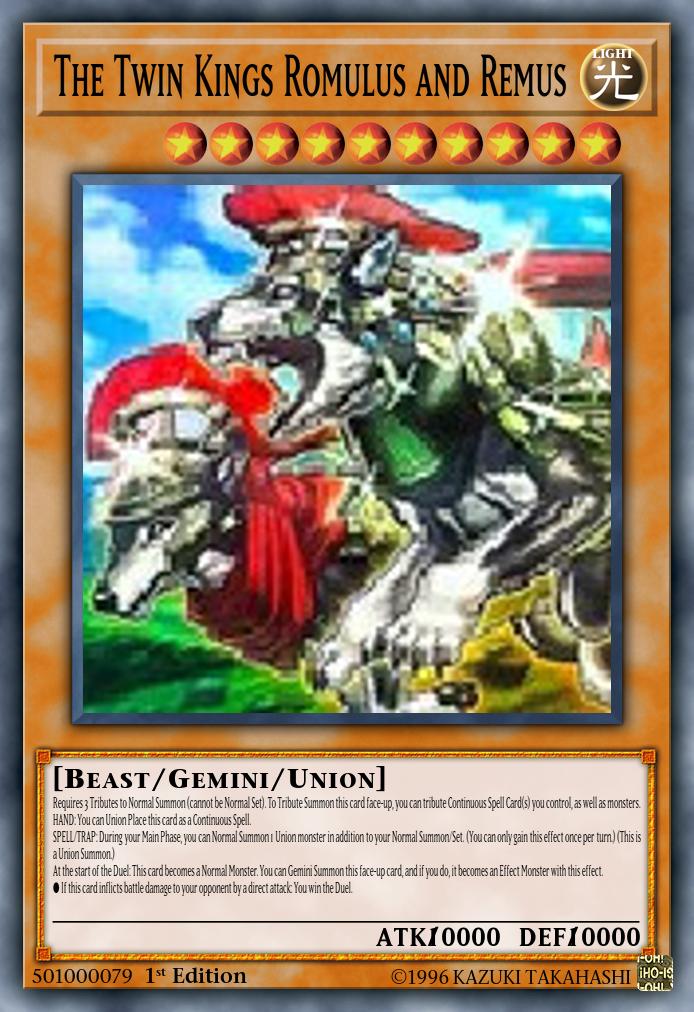 THE TWIN KINGS ROMULUS AND REMUS
LIGHT
光
[BEAST/GEMINI/UNION]
Requires 3 Tributes to Normal Summon (cannot be Normal Set). To Tribute Summon this card face-up, you can tribute Continuous Spell Card(s) you control, as well as monsters.
HAND: You can Union Place this card as a Continuous Spell.
SPELL/TRAP: During your Main Phase, you can Normal Summon 1 Union monster in addition to your Normal Summon/Set. (You can only gain this effect once per turn.) (This is
a Union Summon.)
At the start of the Duel: This card becomes a Normal Monster. You can Gemini Summon this face-up card, and if you do, it becomes an Effect Monster with this effect.
● If this card inflicts battle damage to your opponent by a direct attack: You win the Duel.
ATK/10000 DEF/10000
501000079 1st Edition ©1996 KAZUKI TAKAHASHI